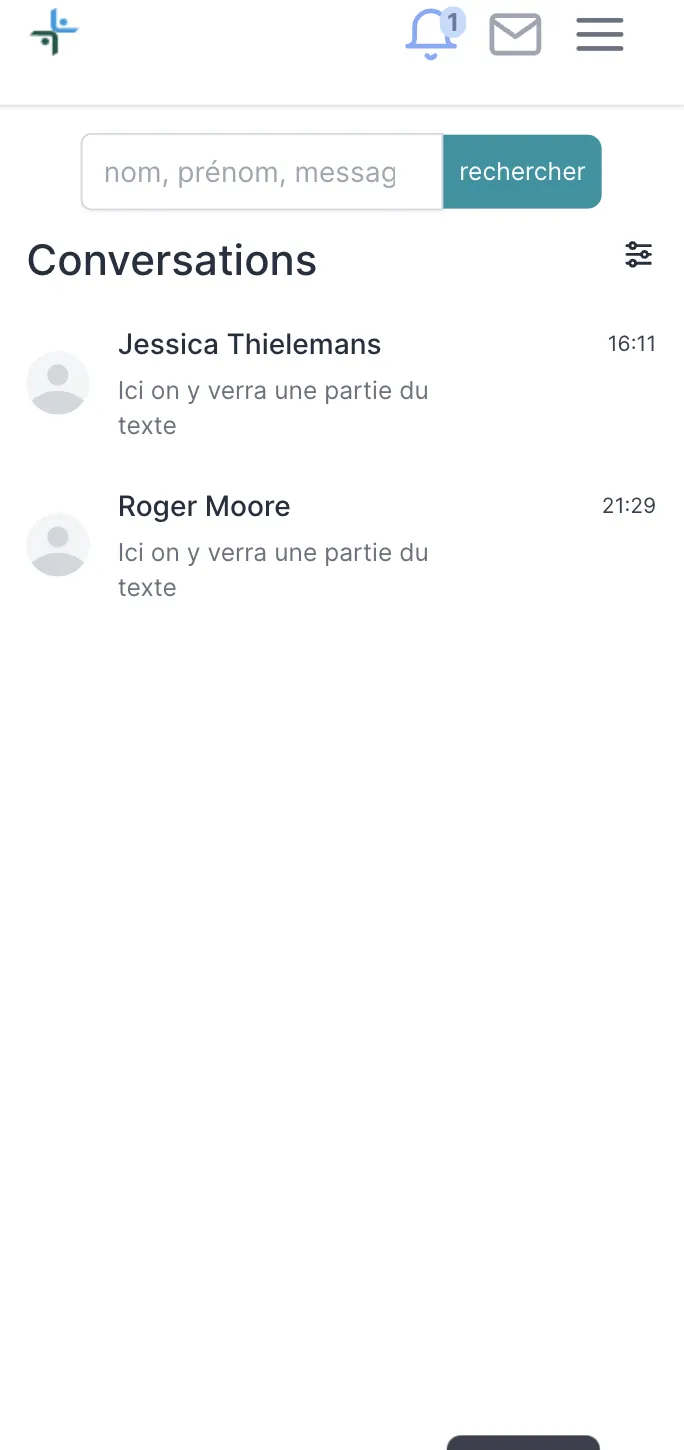 1
nom, prénom, messag
rechercher
Conversations
Jessica Thielemans
16:11
Ici on y verra une partie du
texte
Roger Moore
21:29
Ici on y verra une partie du
texte